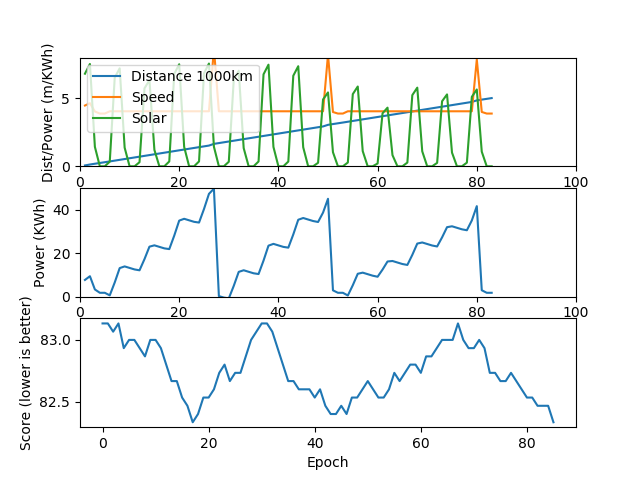 Dist/Power (m/KWh)
5
0
Distance 1000km
Speed
Solar
0 20 40 60 80 100
Power (KWh)
40
20
0
0 20 40 60 80 100
Score (lower is better)
83.0
82.5
0 20 40 60 80
Epoch